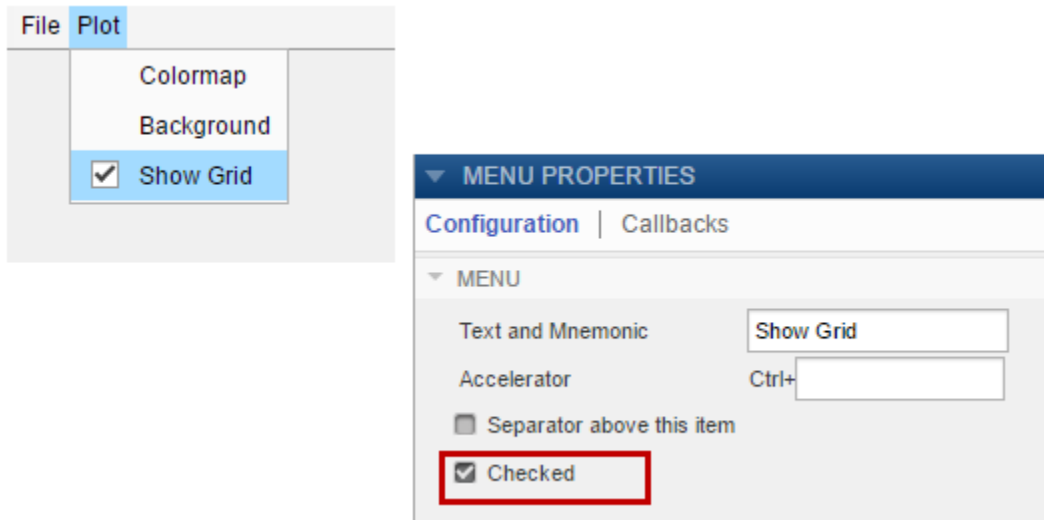 File Plot
Colormap
Background
Show Grid
MENU PROPERTIES
Configuration | Callbacks
MENU
Text and Mnemonic Show Grid
Accelerator Ctrl+
Separator above this item
Checked